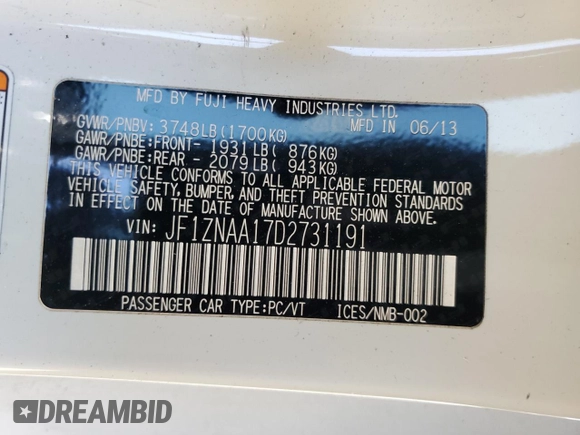 MFD BY FUJI HEAVY INDUSTRIES LTD.
GVWR/PNBV: 3748LB(1700KG) IN 06/13
GAWR/PNBE:FRONT- 1931LB( 876KG)
GAWR/PNBE:REAR - 2079LB( 943KG)
THIS VEHICLE CONFORMS TO ALL APPLICABLE FEDERAL MOTOR
VEHICLE SAFETY, BUMPER, AND THEFT PREVENTION STANDARDS
IN EFFECT ON THE DATE OF MANUFACTURE SHOWN ABOVE.
VIN: JF1ZNAA17D2731191
PASSENGER CAR TYPE:PC/VT ICES/NMB-002
DREAMBID